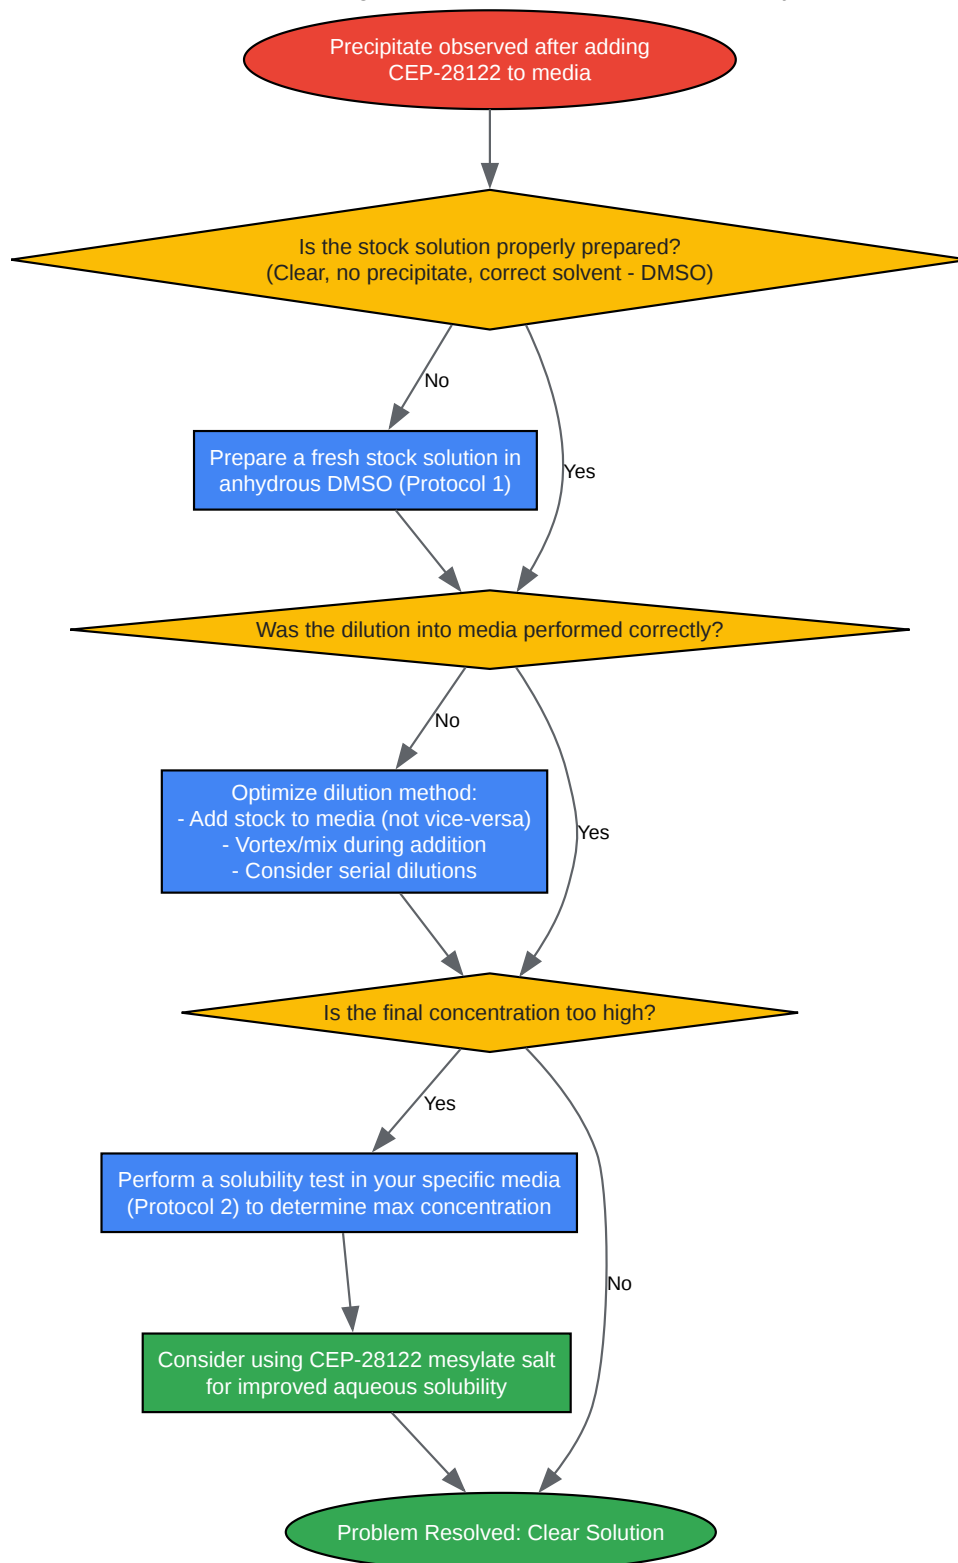 Precipitate observed after adding
CEP-28122 to media
Is the stock solution properly prepared?
(Clear, no precipitate, correct solvent - DMSO)
No
Yes
Prepare a fresh stock solution in
anhydrous DMSO (Protocol 1)
Was the dilution into media performed correctly?
No
Yes
Optimize dilution method:
- Add stock to media (not vice-versa)
- Vortex/mix during addition
- Consider serial dilutions
Is the final concentration too high?
Yes
No
Perform a solubility test in your specific media
(Protocol 2) to determine max concentration
Consider using CEP-28122 mesylate salt
for improved aqueous solubility
Problem Resolved: Clear Solution